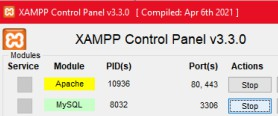 XAMPP Control Panel v3.3.0 [ Compiled: Apr 6th 2021 ]
XAMPP Control Panel v3.3.0
Modules
Service Module PID(s) Port(s) Actions
Apache 10936 80, 443 Stop
MySQL 8032 3306 Stop